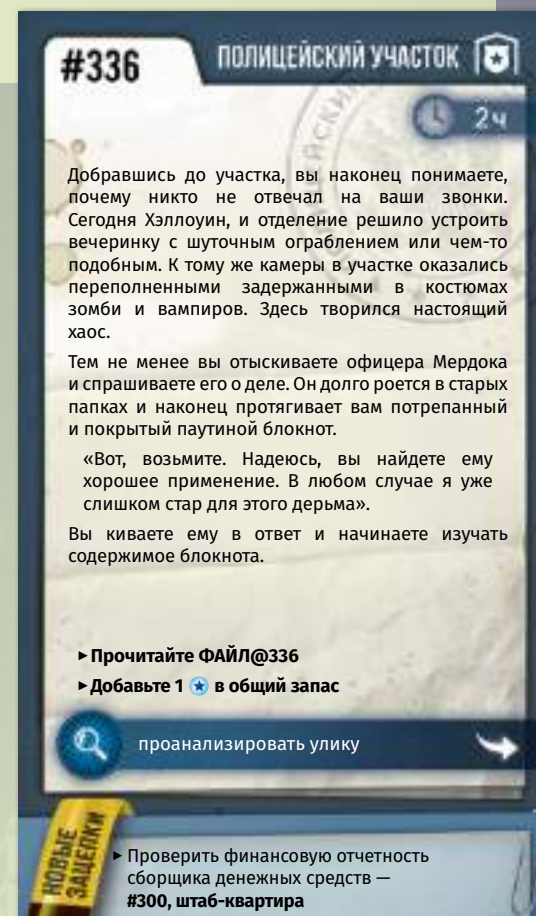 #336
ПОЛИЦЕЙСКИЙ УЧАСТОК
2ч
Добравшись до участка, вы наконец понимаете,
почему никто не отвечал на ваши звонки.
Сегодня Хэллоуин, и отделение решило устроить
вечеринку с шуточным ограблением или чем-то
подобным. К тому же камеры в участке оказались
переполненными задержанными в костюмах
зомби и вампиров. Здесь творился настоящий
хаос.
Тем не менее вы отыскиваете офицера Мердока
и спрашиваете его о деле. Он долго роется в старых
папках и наконец протягивает вам потрепанный
и покрытый паутиной блокнот.
«Вот, возьмите. Надеюсь, вы найдете ему
хорошее применение. В любом случае я уже
слишком стар для этого дерьма».
Вы киваете ему в ответ и начинаете изучать
содержимое блокнота.
▸ Прочитайте ФАЙЛ@336
▸ Добавьте 1 в общий запас
проанализировать улику
НОВЫЕ
ЗАЦЕПКИ
▸ Проверить финансовую отчетность
сборщика денежных средств —
#300, штаб-квартира